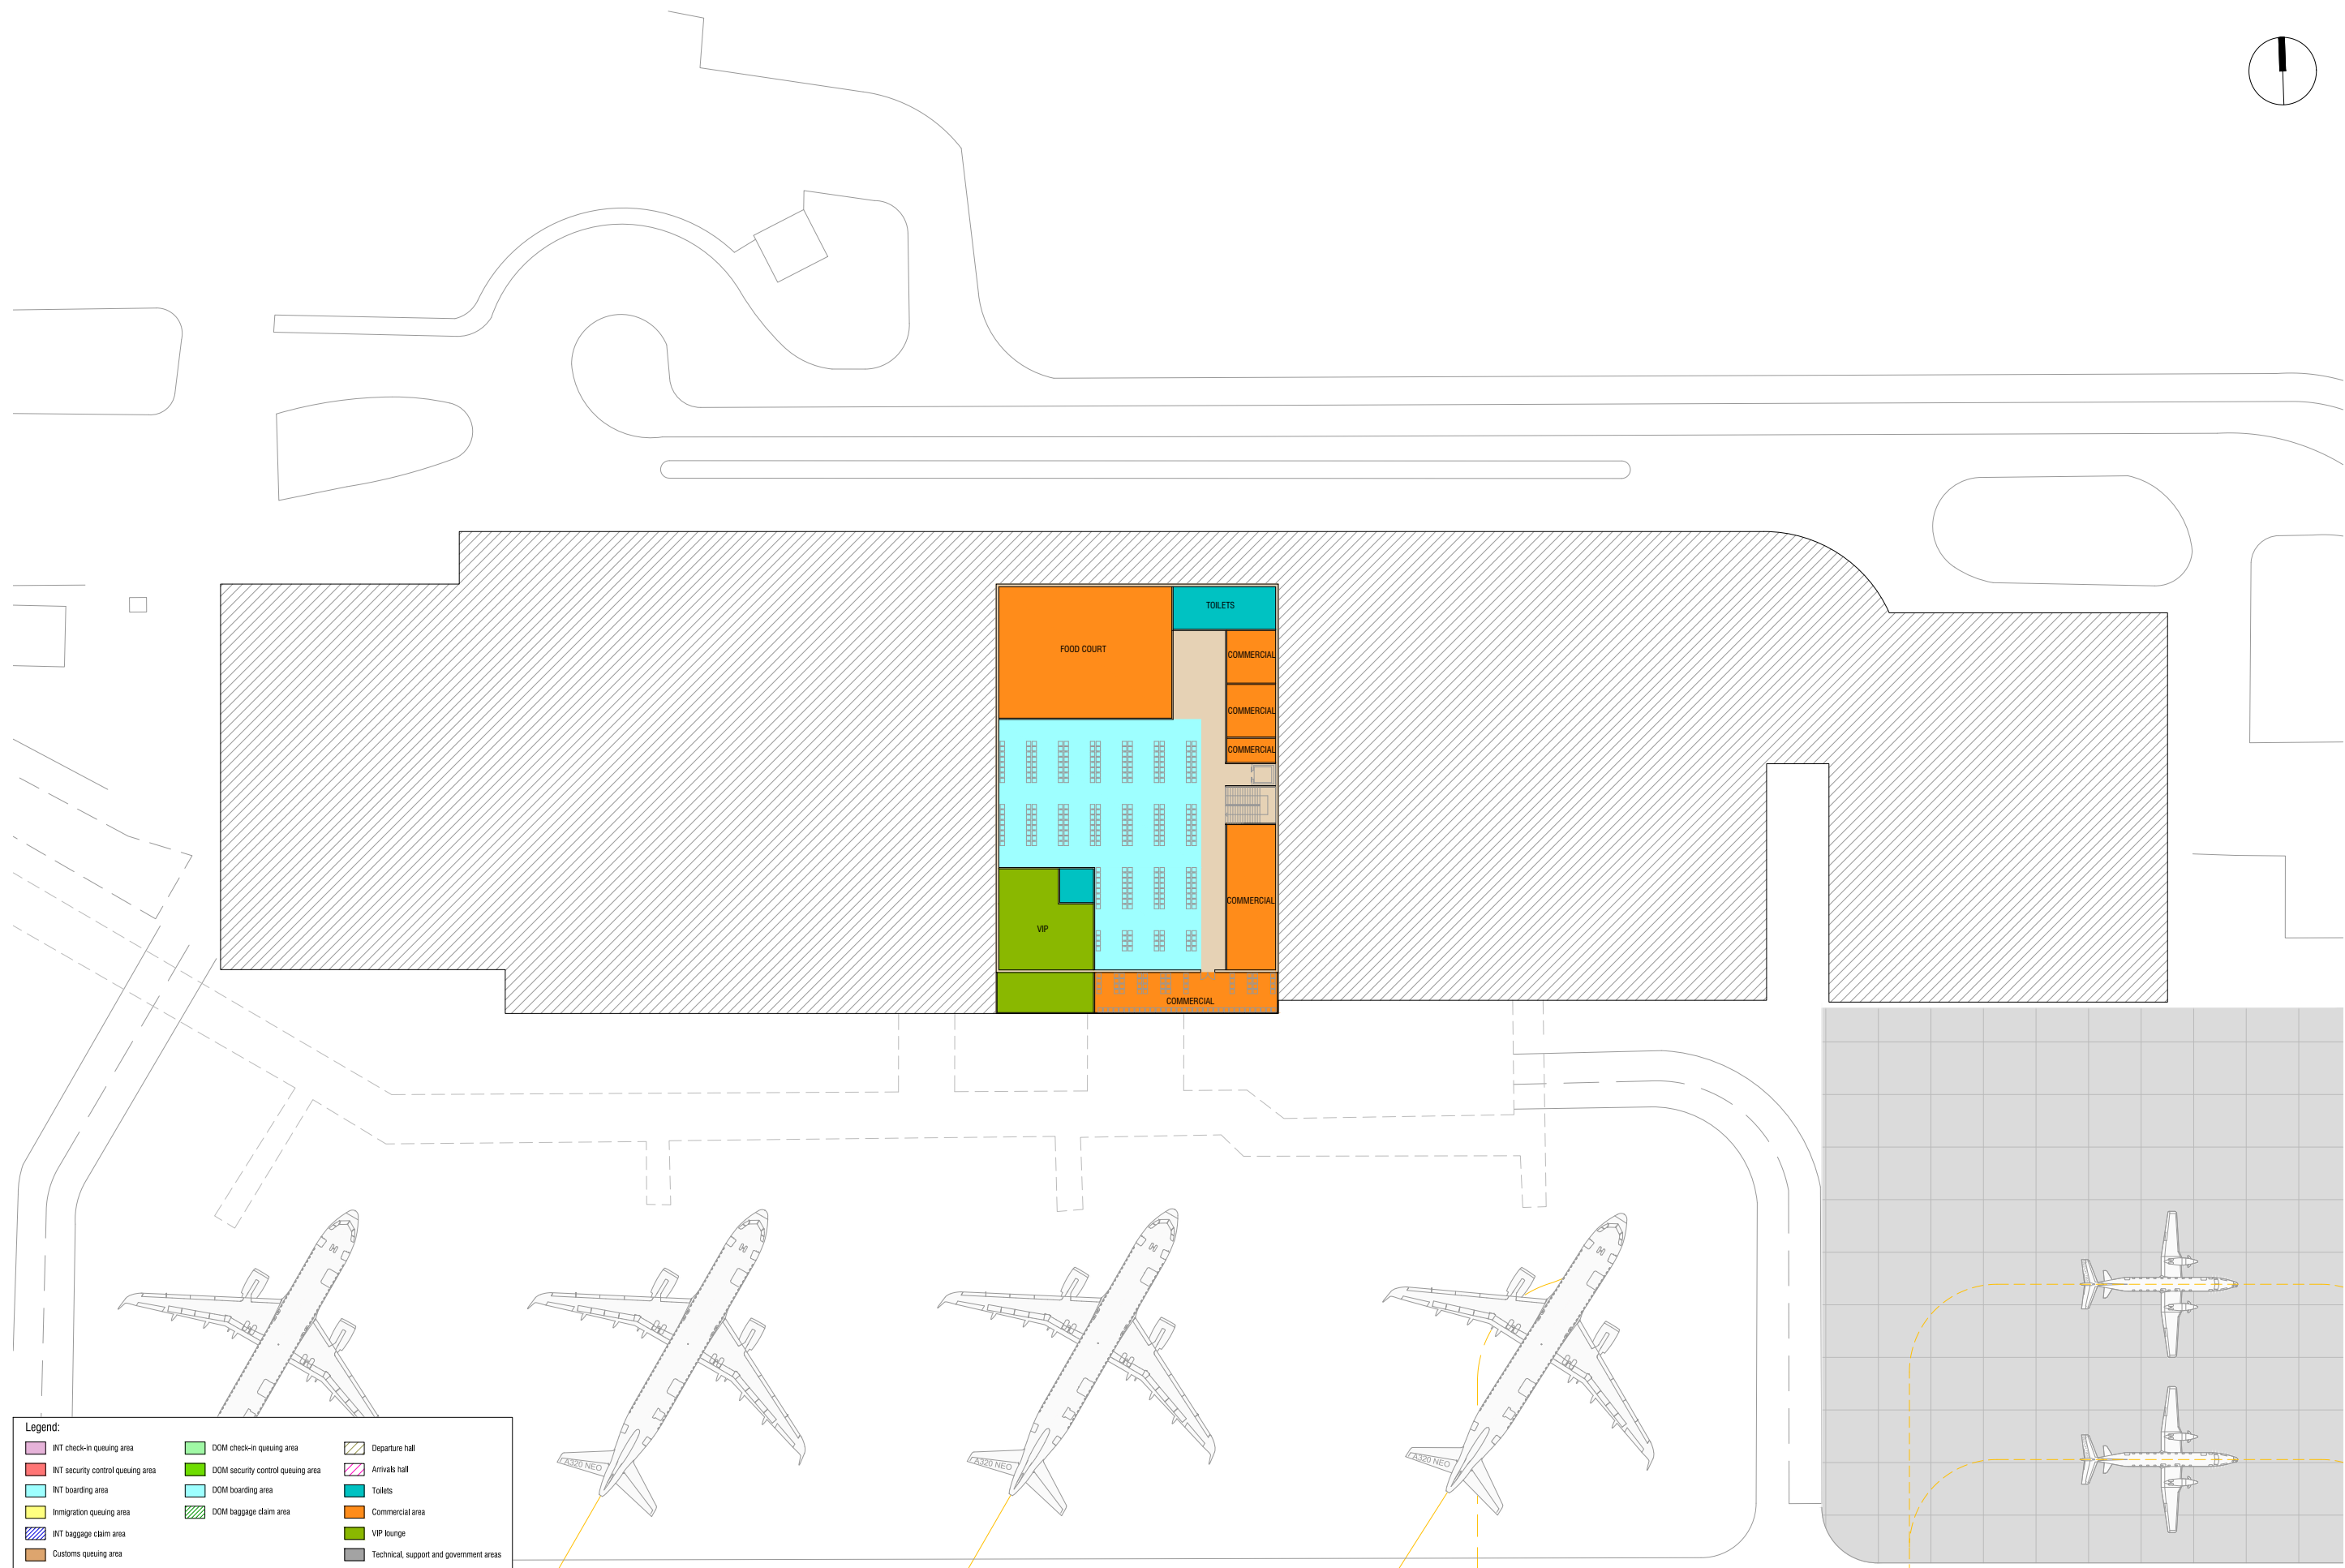 TOILETS
FOOD COURT
COMMERCIAL
COMMERCIAL
COMMERCIAL
COMMERCIAL
VIP
COMMERCIAL
A320 NEO
A320 NEO
A320 NEO
Legend:
INT check-in queuing area
INT security control queuing area
INT boarding area
Inmigration queuing area
INT baggage claim area
Customs queuing area
DOM check-in queuing area
DOM security control queuing area
DOM boarding area
DOM baggage claim area
Departure hall
Arrivals hall
Toilets
Commercial area
VIP lounge
Technical, support and government areas